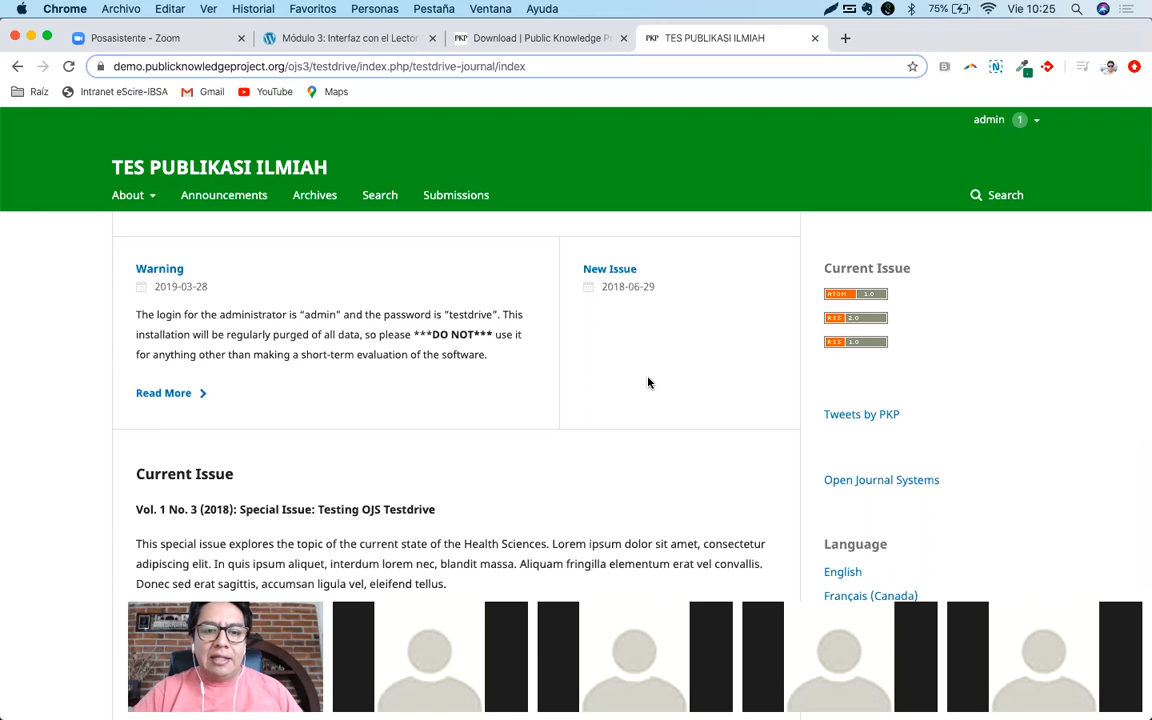 Chrome Archivo Editar Ver Historial Favoritos Personas Pestaña Ventana Ayuda 75% Vie 10:25
Posasistente - Zoom
Módulo 3: Interfaz con el Lector
PKP Download | Public Knowledge P
PKP TES PUBLIKASI ILMIAH
demo.publicknowledgeproject.org/ojs3/testdrive/index.php/testdrive-journal/index
Raíz Intranet eScire-IBSA Gmail YouTube Maps
admin 1
TES PUBLIKASI ILMIAH
About Announcements Archives Search Submissions Search
Warning
2019-03-28
The login for the administrator is “admin” and the password is “testdrive”. This
installation will be regularly purged of all data, so please ***DO NOT*** use it
for anything other than making a short-term evaluation of the software.
Read More
New Issue
2018-06-29
Current Issue
ATOM 1.0
RSS 2.0
RSS 1.0
Tweets by PKP
Open Journal Systems
Language
English
Français (Canada)
Current Issue
Vol. 1 No. 3 (2018): Special Issue: Testing OJS Testdrive
This special issue explores the topic of the current state of the Health Sciences. Lorem ipsum dolor sit amet, consectetur
adipiscing elit. In quis ipsum aliquet, interdum lorem nec, blandit massa. Aliquam fringilla elementum erat vel convallis.
Donec sed erat sagittis, accumsan ligula vel, eleifend tellus.